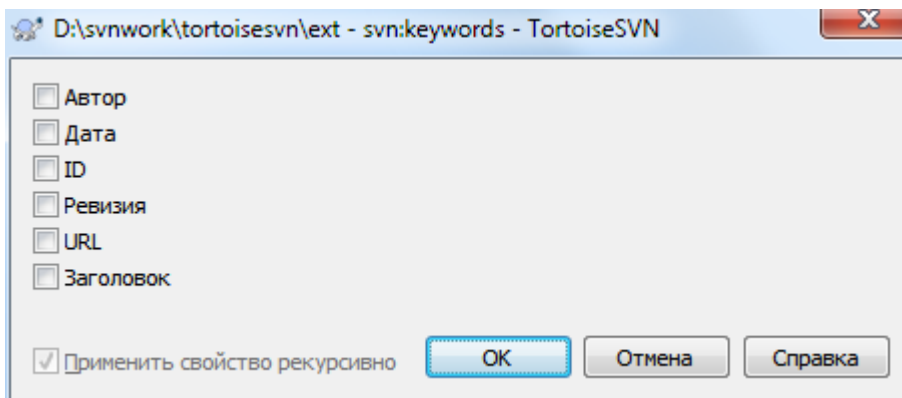 D:\svnwork\tortoisesvn\ext - svn:keywords - TortoiseSVN
Автор
Дата
ID
Ревизия
URL
Заголовок
Применить свойство рекурсивно OK Отмена Справка